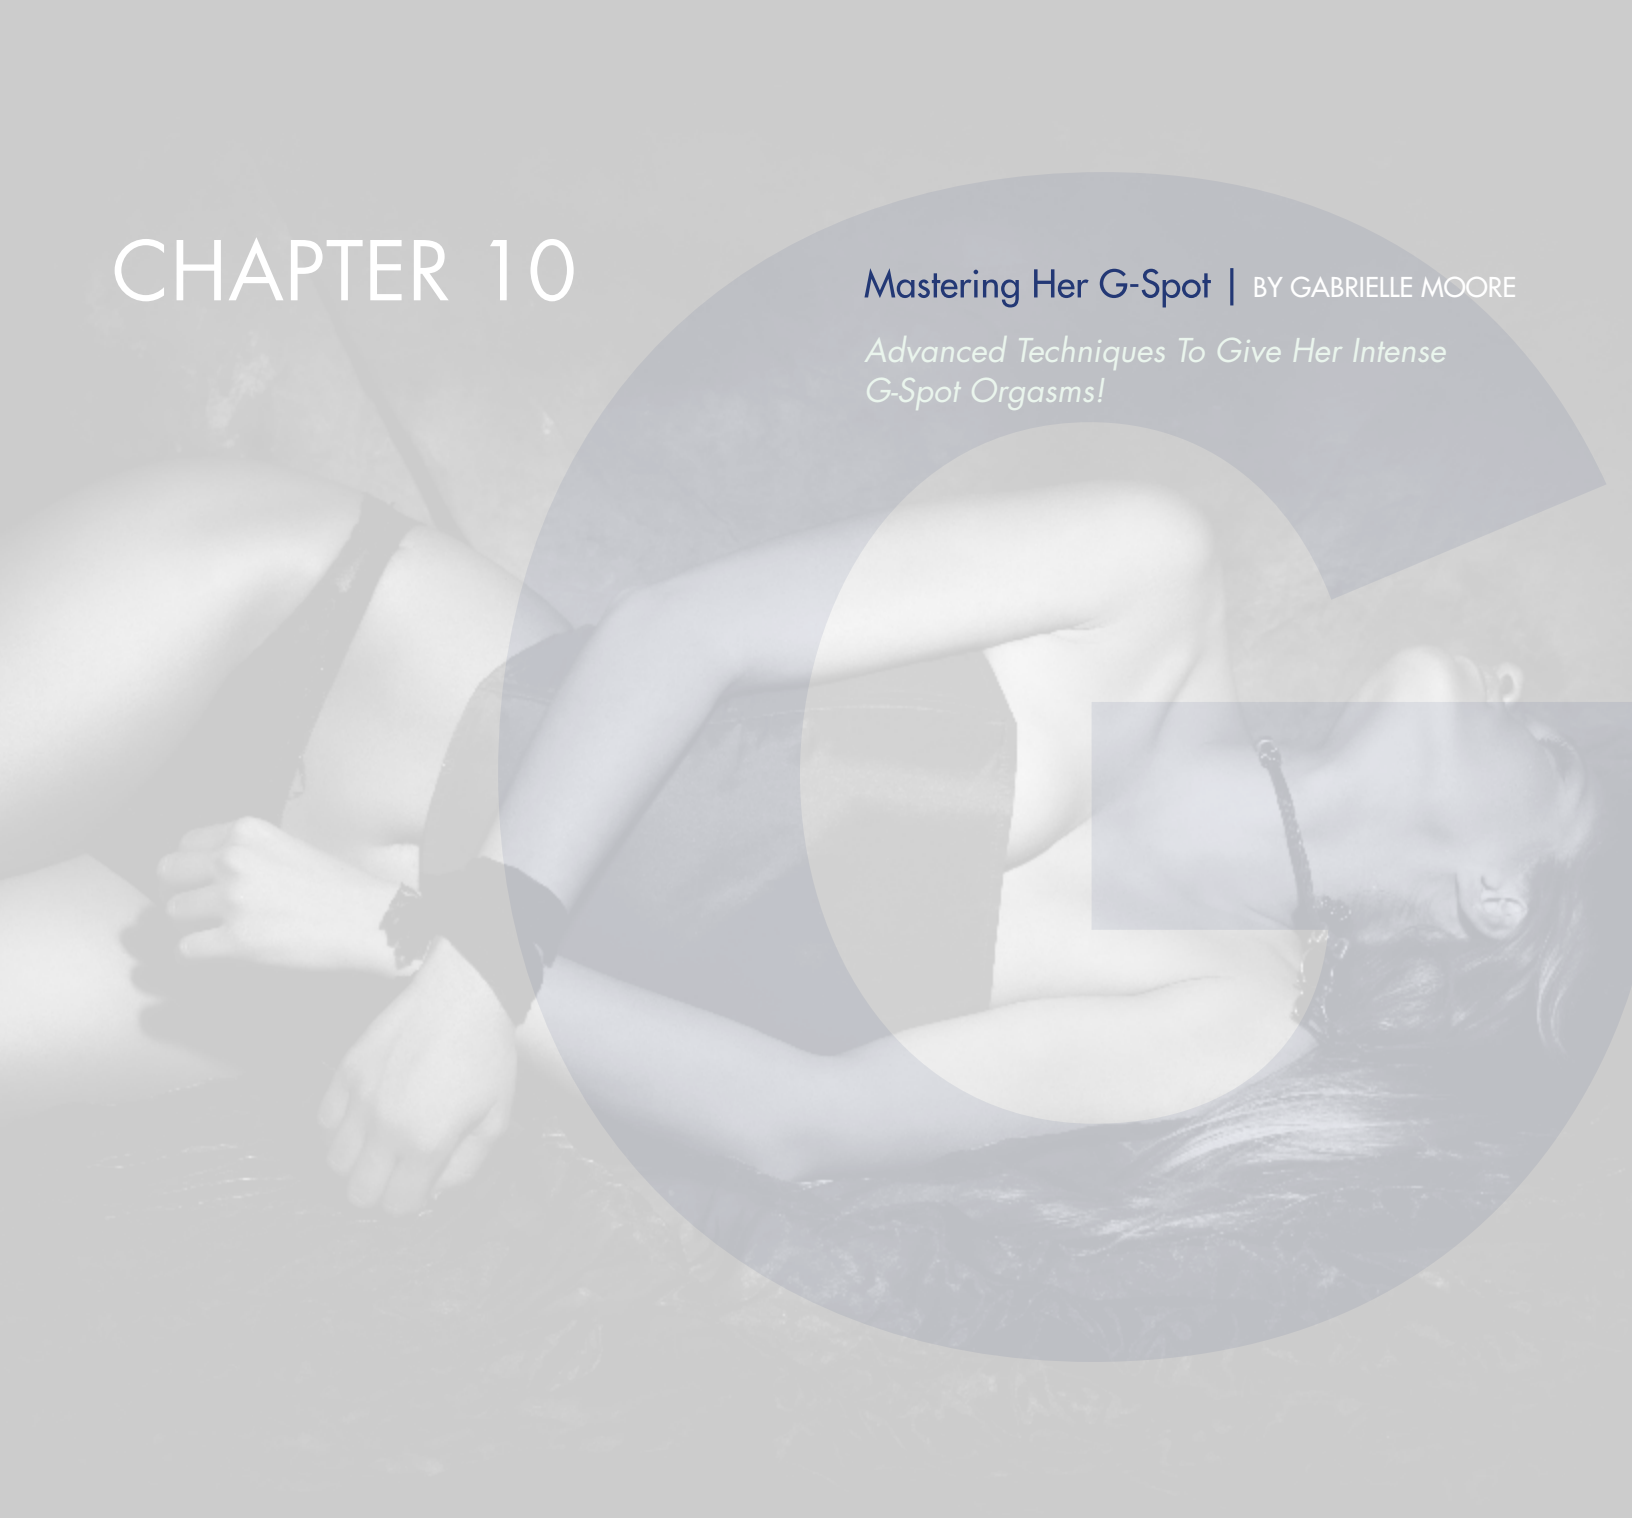 CHAPTER 10
Mastering Her G-Spot | BY GABRIELLE MOORE
Advanced Techniques To Give Her Intense
G-Spot Orgasms!
G